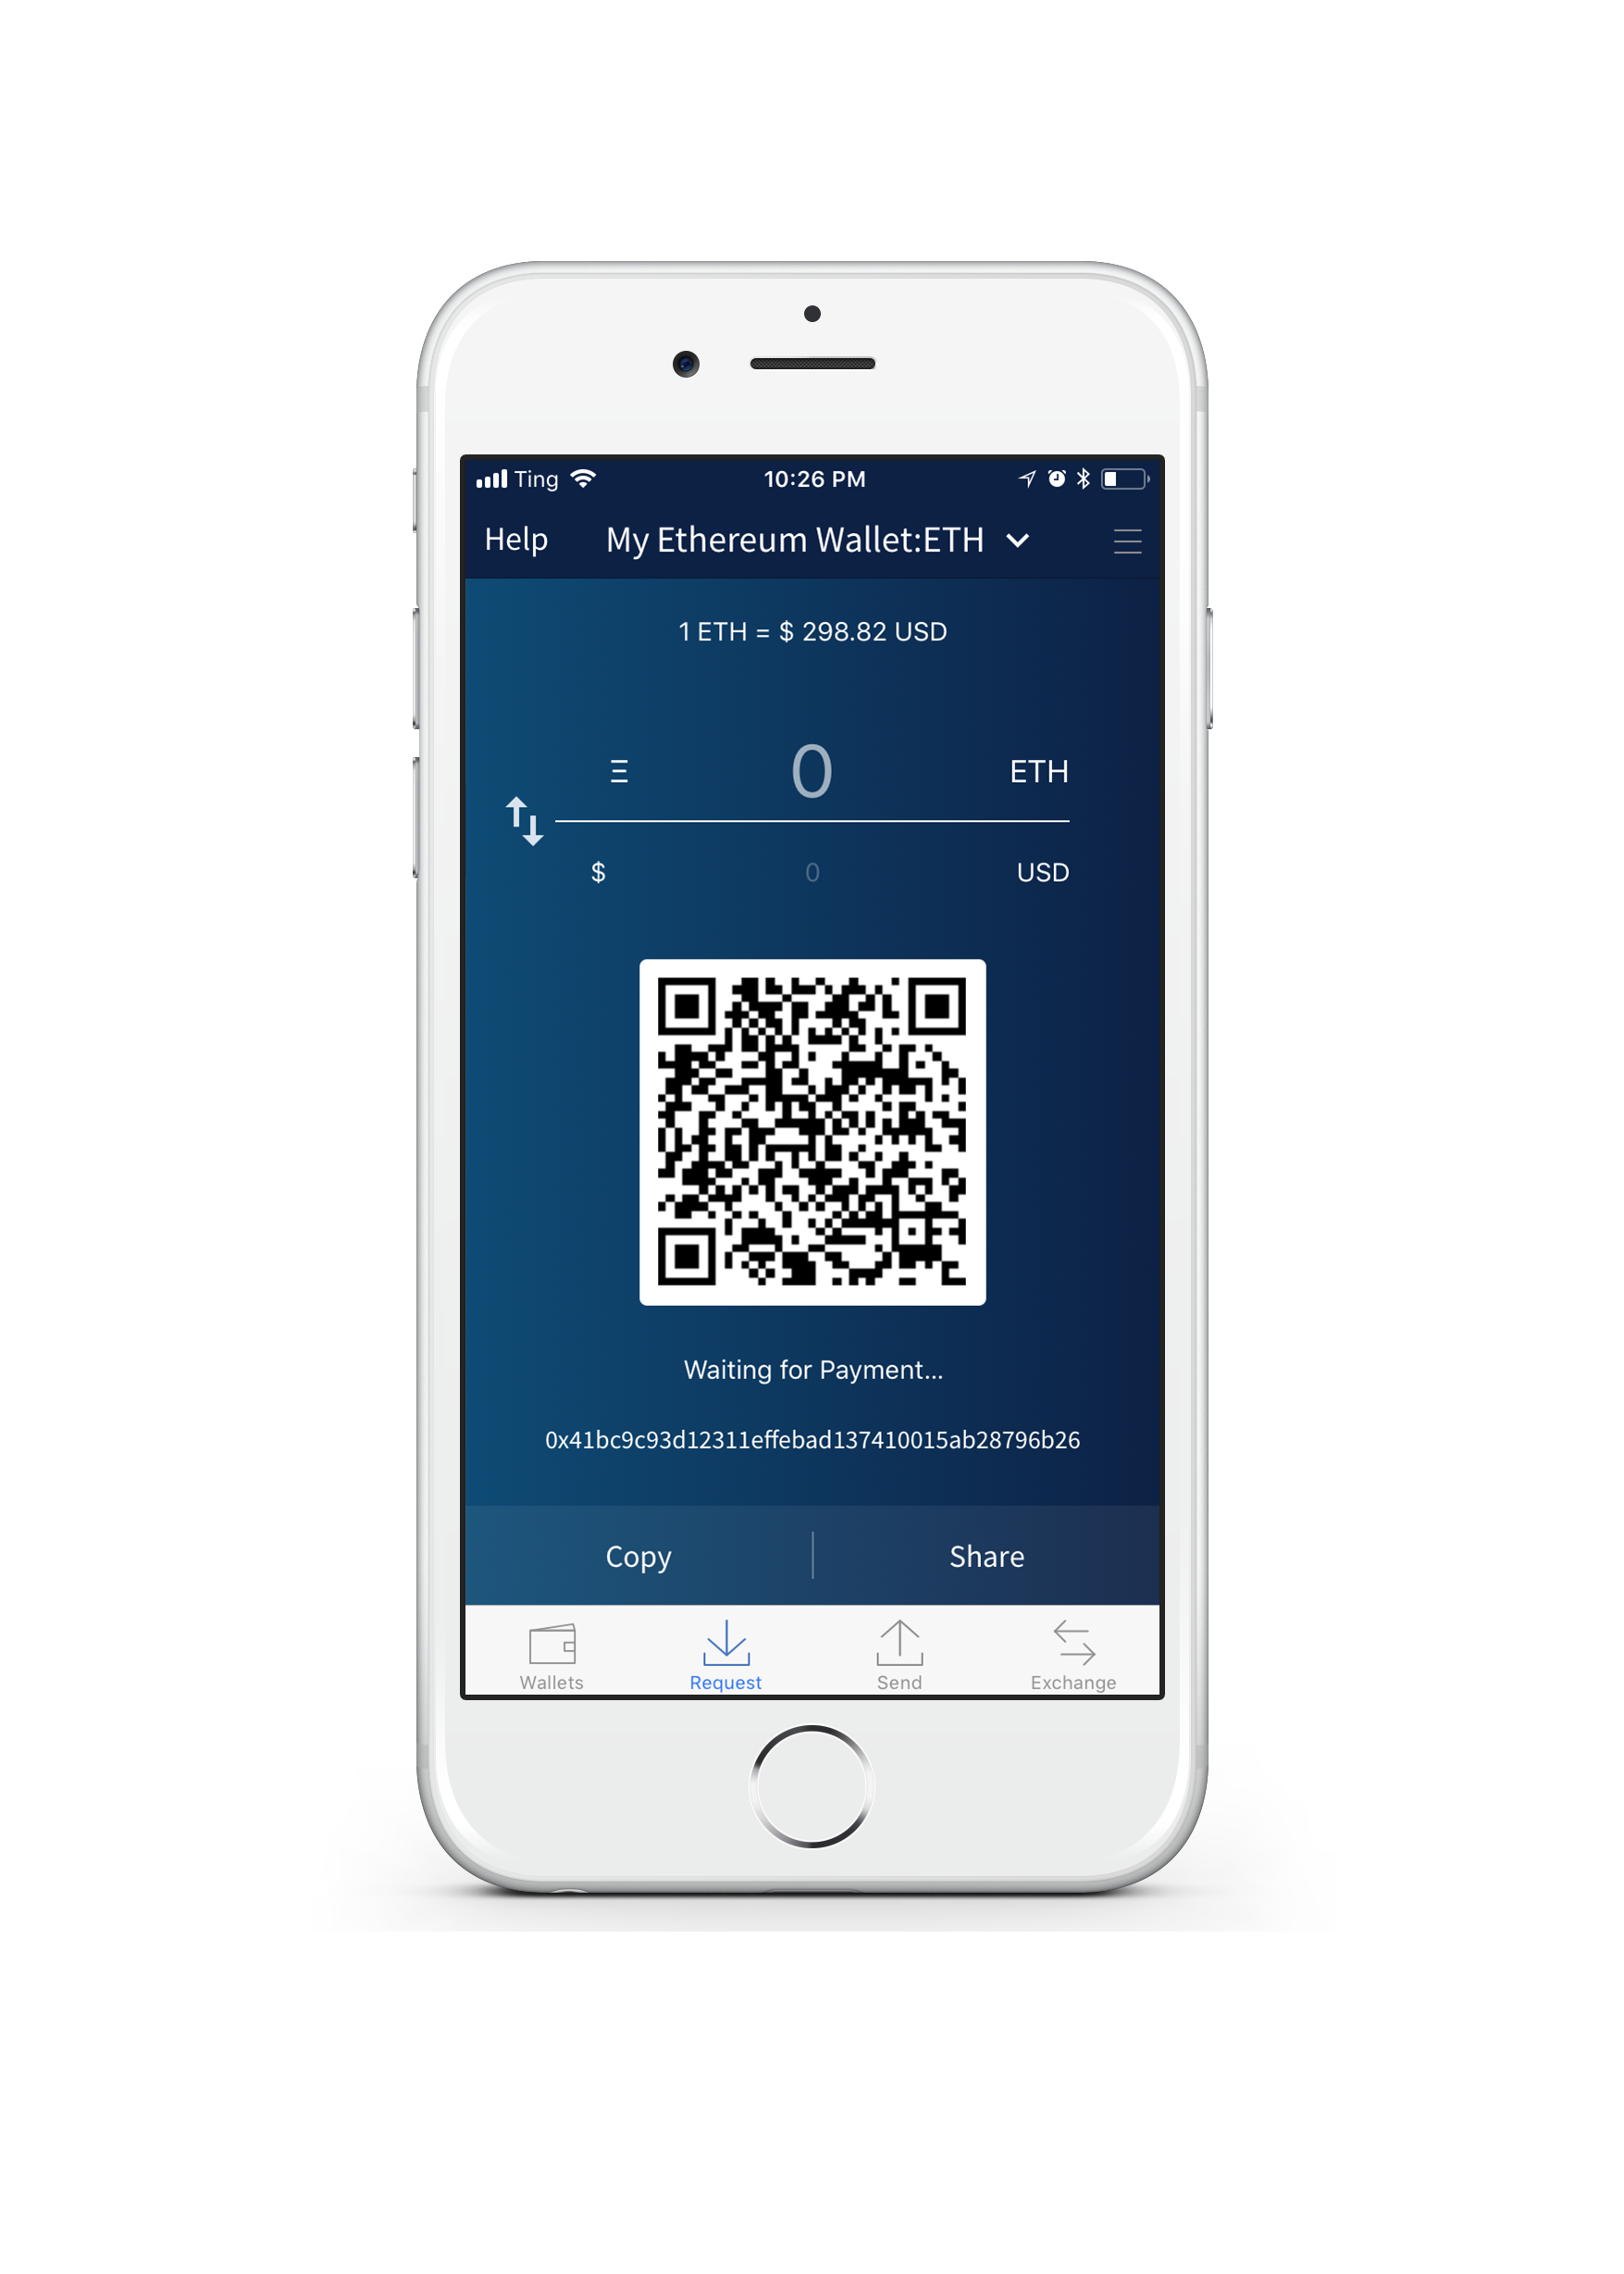 Ting 10:26 PM
Help My Ethereum Wallet:ETH
1 ETH = $ 298.82 USD
Ξ 0 ETH
$ 0 USD
Waiting for Payment...
0x41bc9c93d12311effebad137410015ab28796b26
Copy Share
Wallets Request Send Exchange